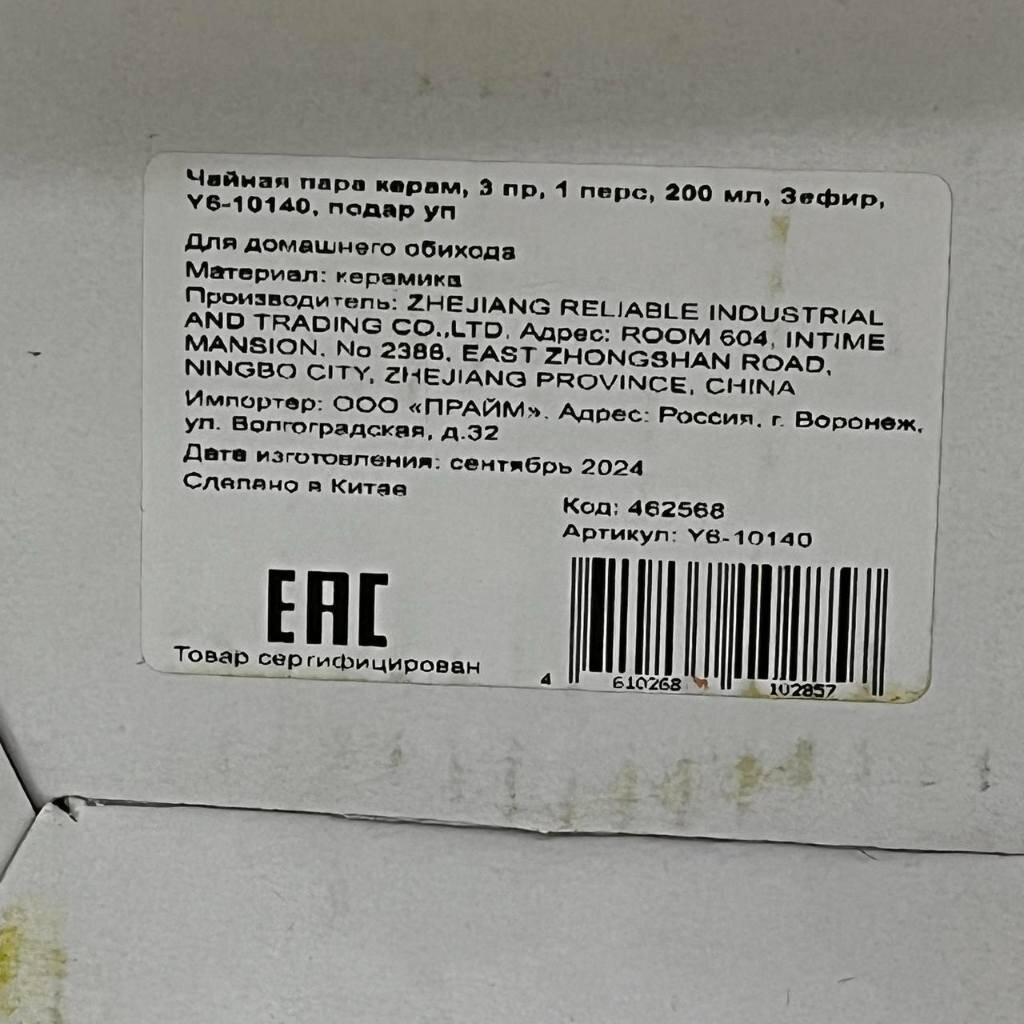 Чайная пара керам, 3 пр, 1 перс, 200 мл, Зефир,
Y6-10140, подар уп
Для домашнего обихода
Материал: керамика
Производитель: ZHEJIANG RELIABLE INDUSTRIAL
AND TRADING CO.,LTD. Адрес: ROOM 604, INTIME
MANSION. No 2386, EAST ZHONGSHAN ROAD,
NINGBO CITY, ZHEJIANG PROVINCE, CHINA
Импортер: ООО «ПРАЙМ». Адрес: Россия, г. Воронеж,
ул. Волгоградская, д.32
Дата изготовления: сентябрь 2024
Сделано в Китае
Код: 462568
Артикул: Y6-10140
EAC
Товар сертифицирован
4 610268 102857